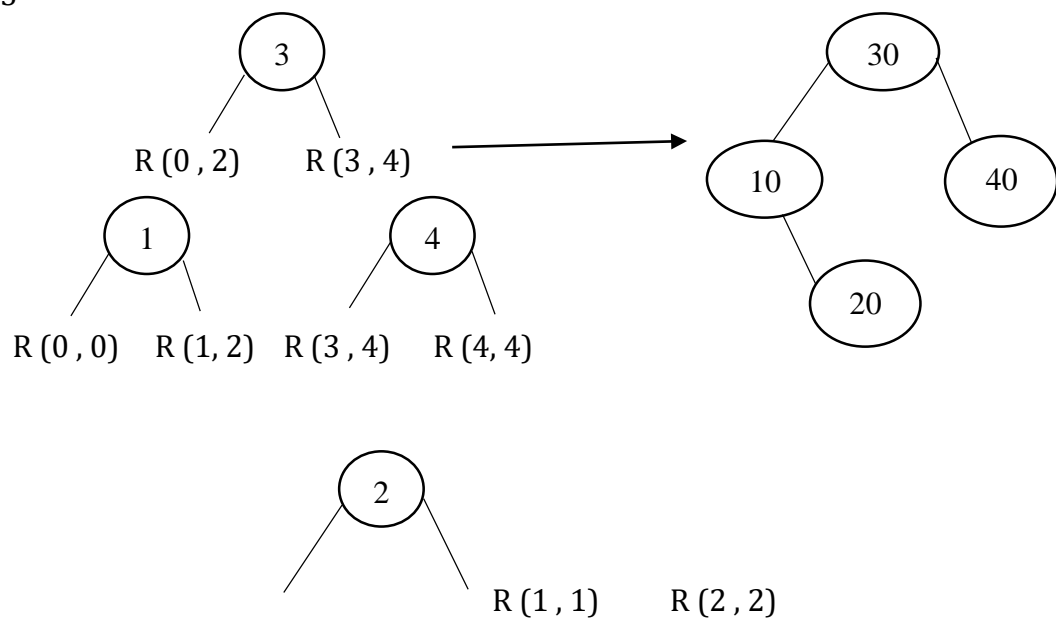 3 30
R (0 , 2) R (3 , 4) 10 40
1 4
20
R (0 , 0) R (1, 2) R (3 , 4) R (4, 4)
2
R (1 , 1) R (2 , 2)